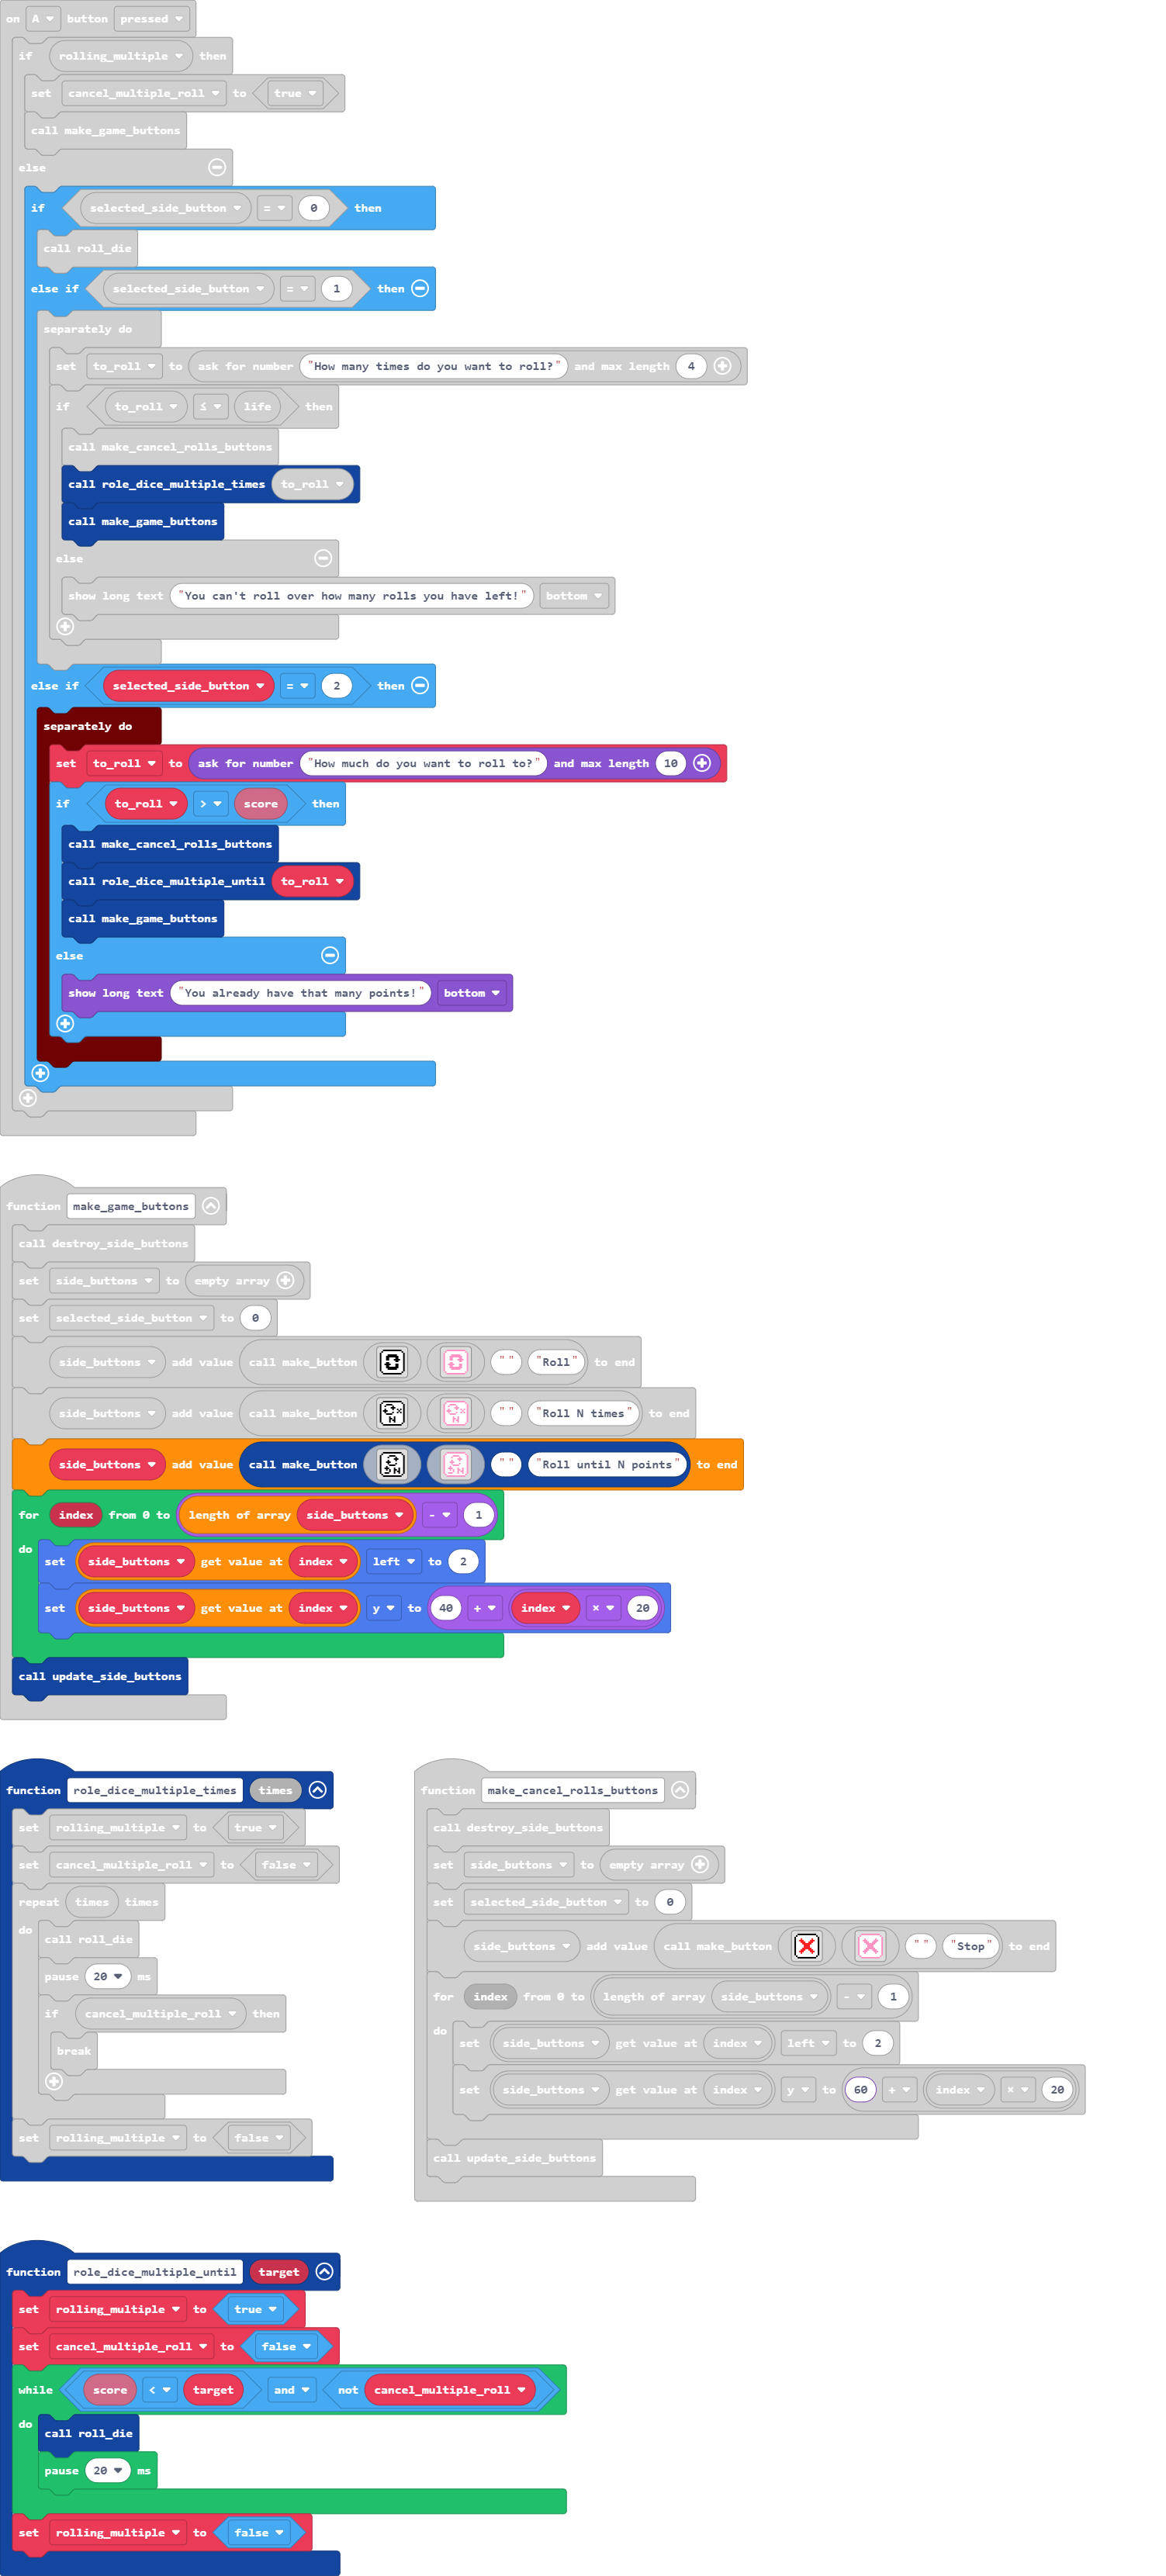 on A button pressed
if rolling_multiple then
set cancel_multiple_roll to true
call make_game_buttons
else
if selected_side_button = 0 then
call roll_die
else if selected_side_button = 1 then
separately do
set to_roll to ask for number "How many times do you want to roll?" and max length 4
if to_roll ≤ life then
call make_cancel_rolls_buttons
call role_dice_multiple_times to_roll
call make_game_buttons
else
show long text "You can't roll over how many rolls you have left!" bottom
else if selected_side_button = 2 then
separately do
set to_roll to ask for number "How much do you want to roll to?" and max length 10
if to_roll > score then
call make_cancel_rolls_buttons
call role_dice_multiple_until to_roll
call make_game_buttons
else
show long text "You already have that many points!" bottom
function make_game_buttons
call destroy_side_buttons
set side_buttons to empty array
set selected_side_button to 0
side_buttons add value call make_button "" "Roll" to end
side_buttons add value call make_button N N "" "Roll N times" to end
side_buttons add value call make_button N N "" "Roll until N points" to end
for index from 0 to length of array side_buttons - 1
do
set side_buttons get value at index left to 2
set side_buttons get value at index y to 40 + index × 20
call update_side_buttons
function role_dice_multiple_times times
set rolling_multiple to true
set cancel_multiple_roll to false
repeat times times
do
call roll_die
pause 20 ms
if cancel_multiple_roll then
break
set rolling_multiple to false
function make_cancel_rolls_buttons
call destroy_side_buttons
set side_buttons to empty array
set selected_side_button to 0
side_buttons add value call make_button "" "Stop" to end
for index from 0 to length of array side_buttons - 1
do
set side_buttons get value at index left to 2
set side_buttons get value at index y to 60 + index × 20
call update_side_buttons
function role_dice_multiple_until target
set rolling_multiple to true
set cancel_multiple_roll to false
while score < target and not cancel_multiple_roll
do
call roll_die
pause 20 ms
set rolling_multiple to false